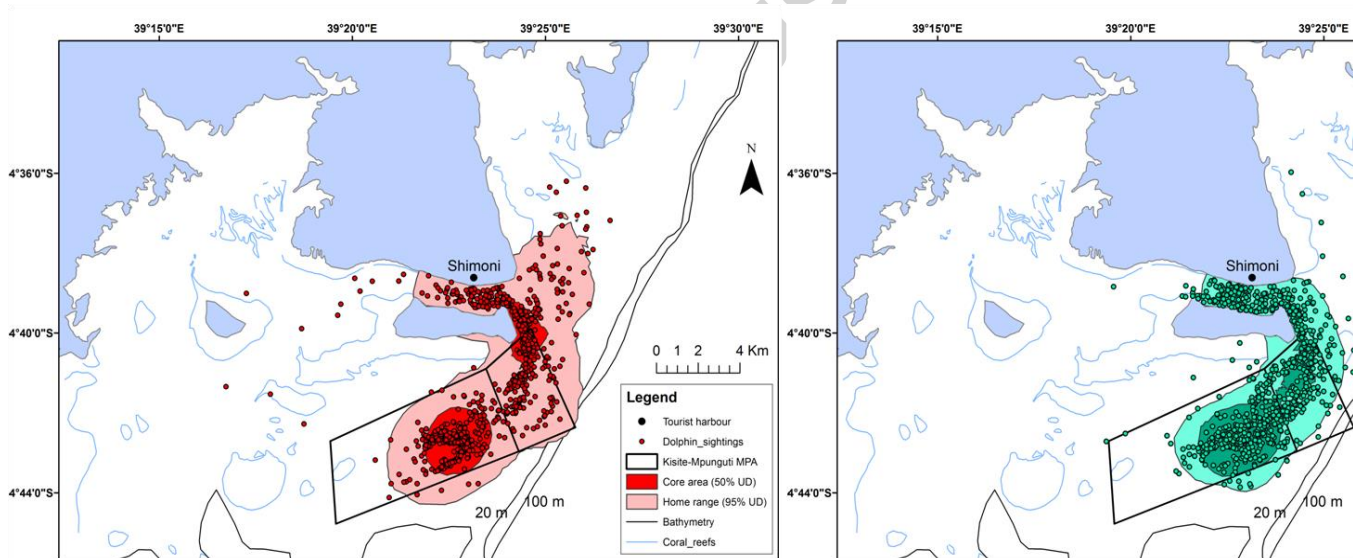 39°15'0"E 39°20'0"E 39°25'0"E 39°30'0"E
4°36'0"S
N
Shimoni
4°40'0"S
0 1 2 4 Km
Legend
Tourist harbour
Dolphin_sightings
Kisite-Mpunguti MPA
Core area (50% UD)
Home range (95% UD)
Bathymetry
Coral_reefs
4°44'0"S
20 m 100 m
39°15'0"E 39°20'0"E 39°25'0"E
4°36'0"S
Shimoni
4°40'0"S
4°44'0"S
20 m 100 m